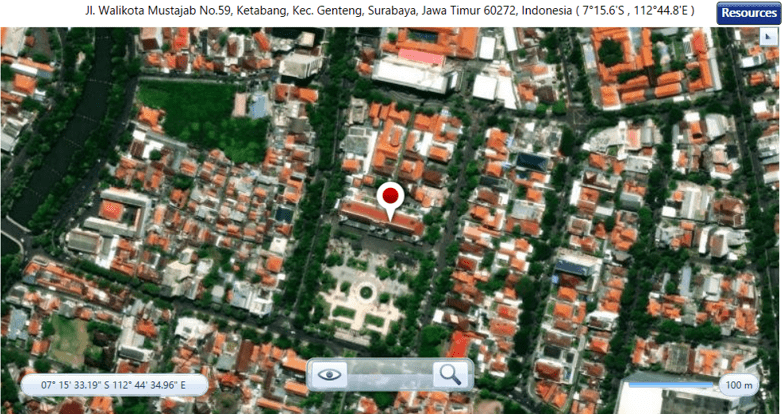 Jl. Walikota Mustajab No.59, Ketabang, Kec. Genteng, Surabaya, Jawa Timur 60272, Indonesia ( 7°15.6'S , 112°44.8'E )
Resources
07° 15' 33.19" S 112° 44' 34.96" E
100 m